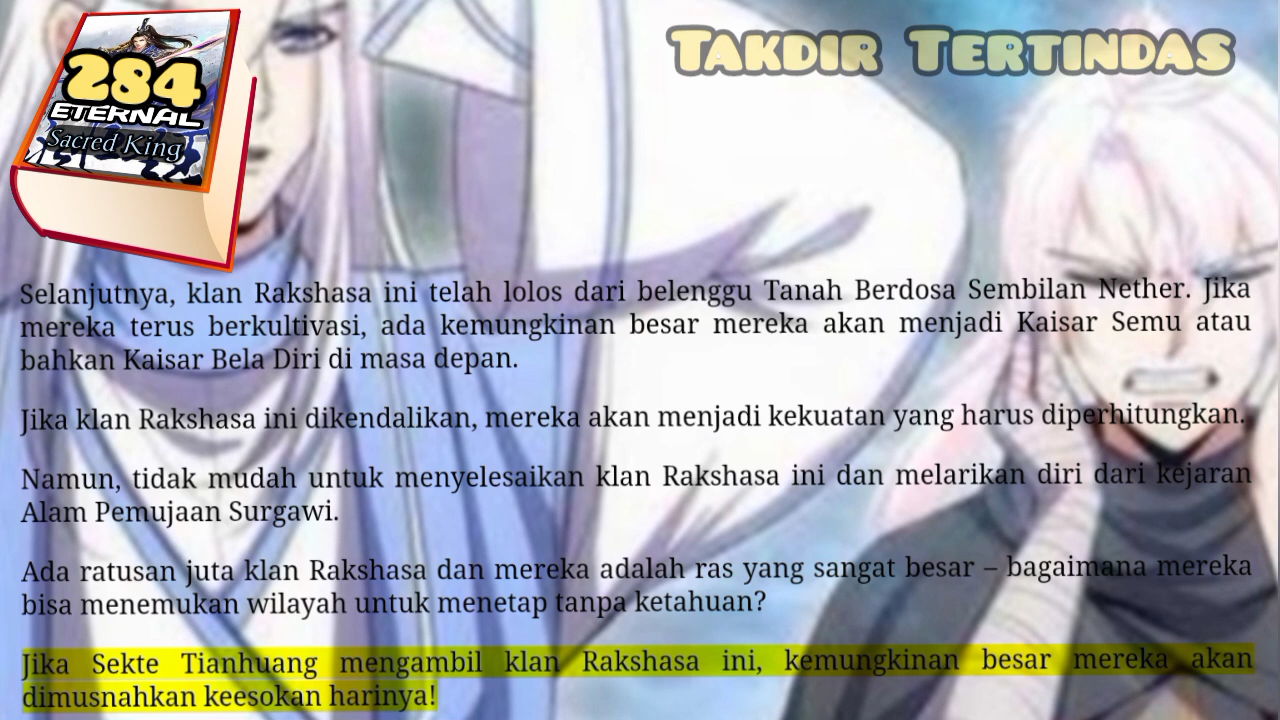 284
ETERNAL
Sacred King
TAKDIR TERTINDAS
Selanjutnya, klan Rakshasa ini telah lolos dari belenggu Tanah Berdosa Sembilan Nether. Jika
mereka terus berkultivasi, ada kemungkinan besar mereka akan menjadi Kaisar Semu atau
bahkan Kaisar Bela Diri di masa depan.
Jika klan Rakshasa ini dikendalikan, mereka akan menjadi kekuatan yang harus diperhitungkan.
Namun, tidak mudah untuk menyelesaikan klan Rakshasa ini dan melarikan diri dari kejaran
Alam Pemujaan Surgawi.
Ada ratusan juta klan Rakshasa dan mereka adalah ras yang sangat besar – bagaimana mereka
bisa menemukan wilayah untuk menetap tanpa ketahuan?
Jika Sekte Tianhuang mengambil klan Rakshasa ini, kemungkinan besar mereka akan
dimusnahkan keesokan harinya!